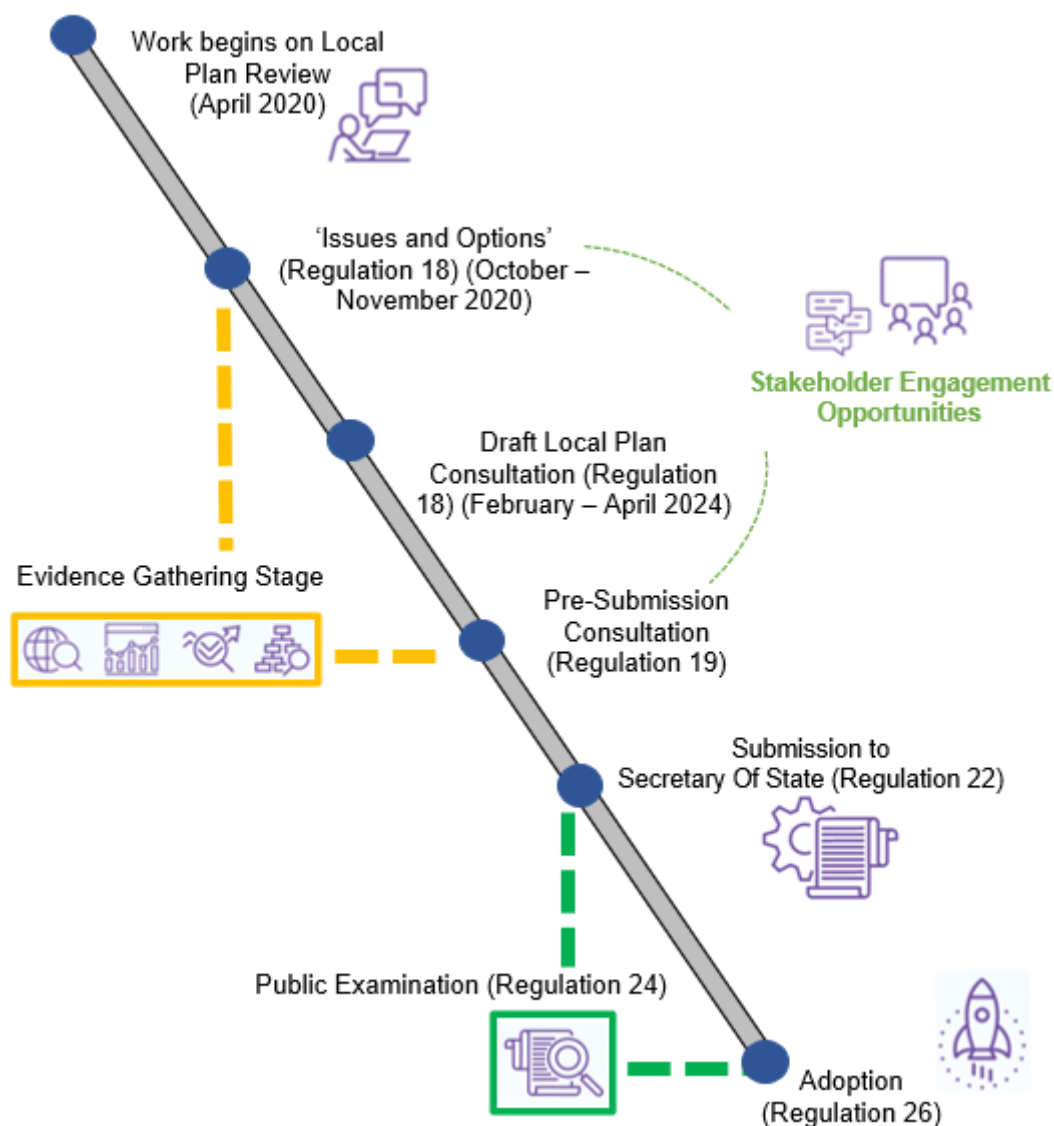 Work begins on Local
Plan Review
(April 2020)
‘Issues and Options’
(Regulation 18) (October –
November 2020)
Stakeholder Engagement
Opportunities
Draft Local Plan
Consultation (Regulation
18) (February – April 2024)
Evidence Gathering Stage
Pre-Submission
Consultation
(Regulation 19)
Submission to
Secretary Of State (Regulation 22)
Public Examination (Regulation 24)
Adoption
(Regulation 26)